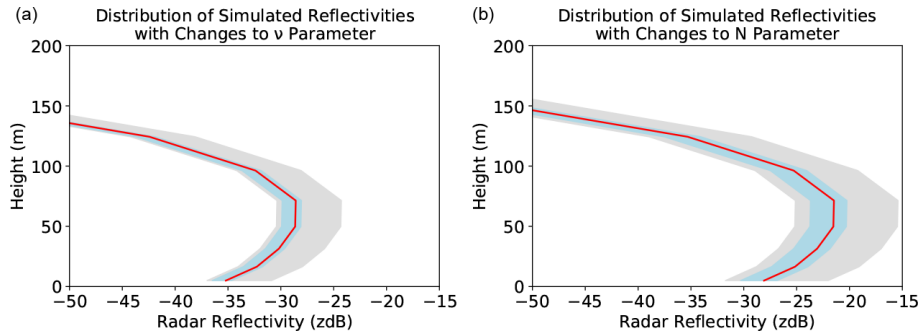 (a)
Distribution of Simulated Reflectivities
with Changes to ν Parameter
200
150
100
50
0
Height (m)
−50 −45 −40 −35 −30 −25 −20 −15
Radar Reflectivity (zdB)
(b)
Distribution of Simulated Reflectivities
with Changes to N Parameter
200
150
100
50
0
Height (m)
−50 −45 −40 −35 −30 −25 −20 −15
Radar Reflectivity (zdB)